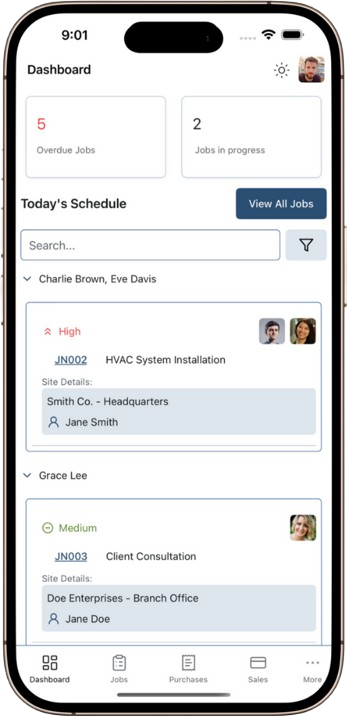 9:01
Dashboard
5
Overdue Jobs
2
Jobs in progress
Today's Schedule
View All Jobs
Search...
Charlie Brown, Eve Davis
High
JN002 HVAC System Installation
Site Details:
Smith Co. - Headquarters
Jane Smith
Grace Lee
Medium
JN003 Client Consultation
Site Details:
Doe Enterprises - Branch Office
Jane Doe
Dashboard Jobs Purchases Sales More